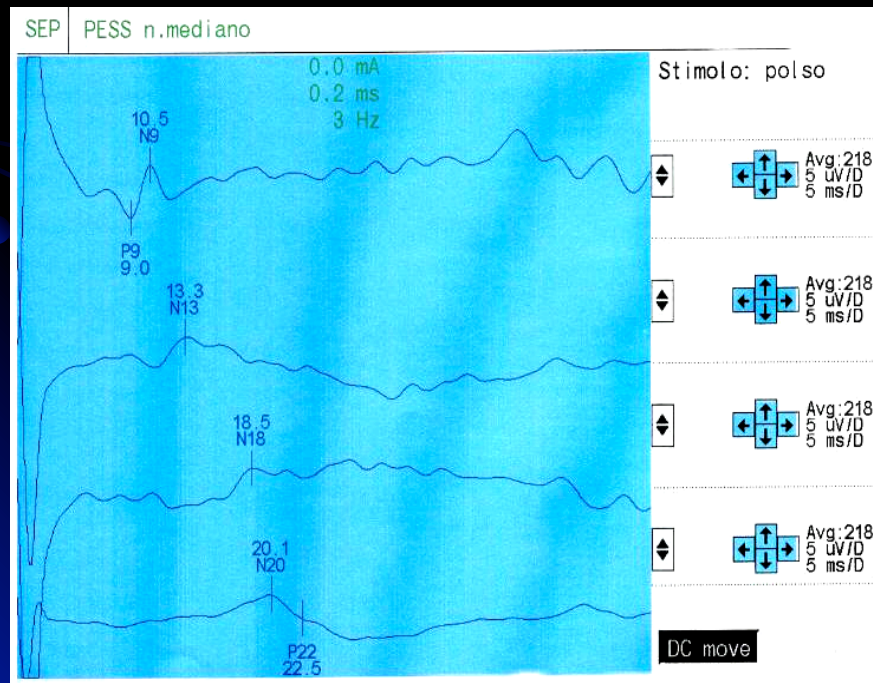 SEP PESS n.mediano
0.0 mA
0.2 ms
3 Hz
Stimolo: polso
10.5
N9
P9
9.0
Avg:218
5 uV/D
5 ms/D
13.3
N13
Avg:218
5 uV/D
5 ms/D
18.5
N18
Avg:218
5 uV/D
5 ms/D
20.1
N20
P22
22.5
Avg:218
5 uV/D
5 ms/D
DC move